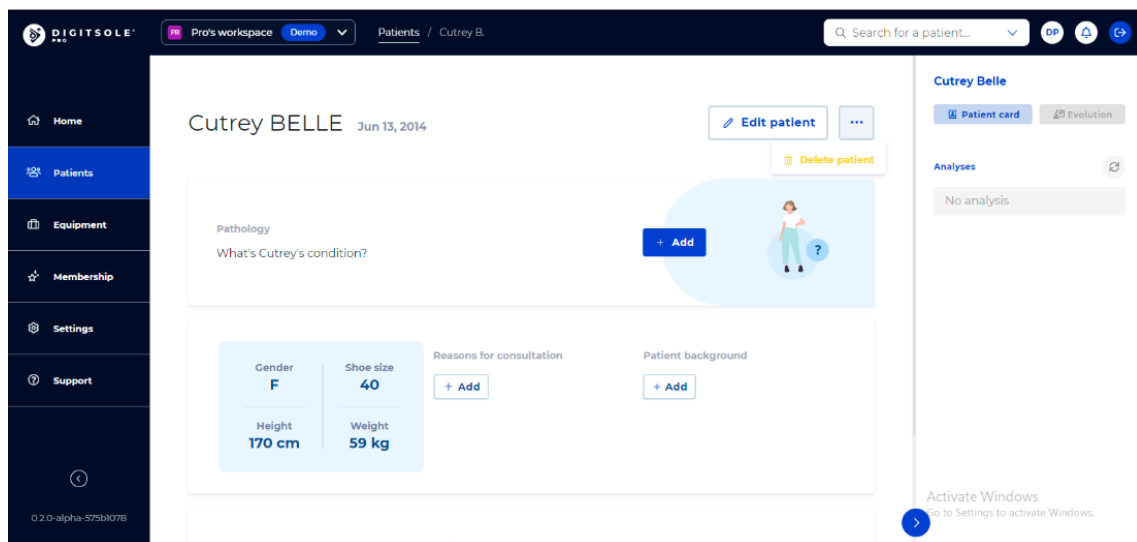 DIGITSOLE
PRO
PR Pro's workspace Demo
Patients / Cutrey B.
Search for a patient...
DP
Home
Patients
Equipment
Membership
Settings
Support
0.2.0-alpha-575b1078
Cutrey BELLE Jun 13, 2014
Edit patient
...
Delete patient
Pathology
What's Cutrey's condition?
+ Add
?
Gender
F
Shoe size
40
Height
170 cm
Weight
59 kg
Reasons for consultation
+ Add
Patient background
+ Add
Cutrey Belle
Patient card
Evolution
Analyses
No analysis
Activate Windows
Go to Settings to activate Windows.